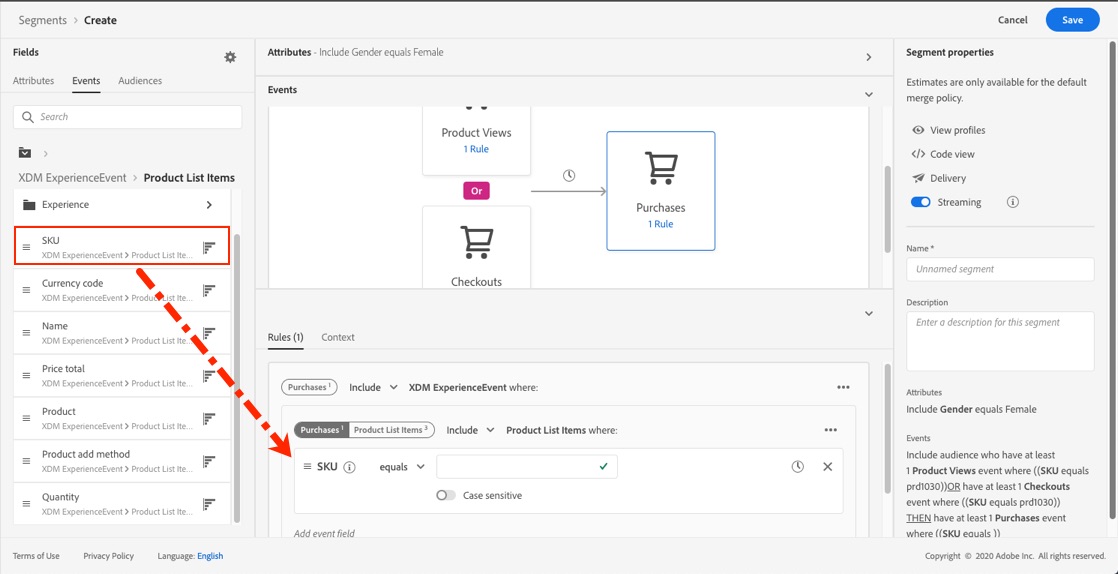 Segments > Create
Cancel
Save
Fields
Attributes
Events
Audiences
Search
XDM ExperienceEvent > Product List Items
Experience
SKU
XDM ExperienceEvent > Product List Ite...
Currency code
XDM ExperienceEvent > Product List Ite...
Name
XDM ExperienceEvent > Product List Ite...
Price total
XDM ExperienceEvent > Product List Ite...
Product
XDM ExperienceEvent > Product List Ite...
Product add method
XDM ExperienceEvent > Product List Ite...
Quantity
XDM ExperienceEvent > Product List Ite...
Attributes - Include Gender equals Female
Events
Product Views
1 Rule
Or
Checkouts
Purchases
1 Rule
Rules (1)
Context
Purchases 1 Include XDM ExperienceEvent where:
Purchases 1 Product List Items 3 Include Product List Items where:
SKU equals
Case sensitive
Add event field
Segment properties
Estimates are only available for the default
merge policy.
View profiles
</> Code view
Delivery
Streaming
Name *
Unnamed segment
Description
Enter a description for this segment
Attributes
Include Gender equals Female
Events
Include audience who have at least
1 Product Views event where ((SKU equals
prd1030))OR have at least 1 Checkouts
event where ((SKU equals prd1030))
THEN have at least 1 Purchases event
where ((SKU equals ))
Terms of Use
Privacy Policy
Language: English
Copyright © 2020 Adobe Inc. All rights reserved.